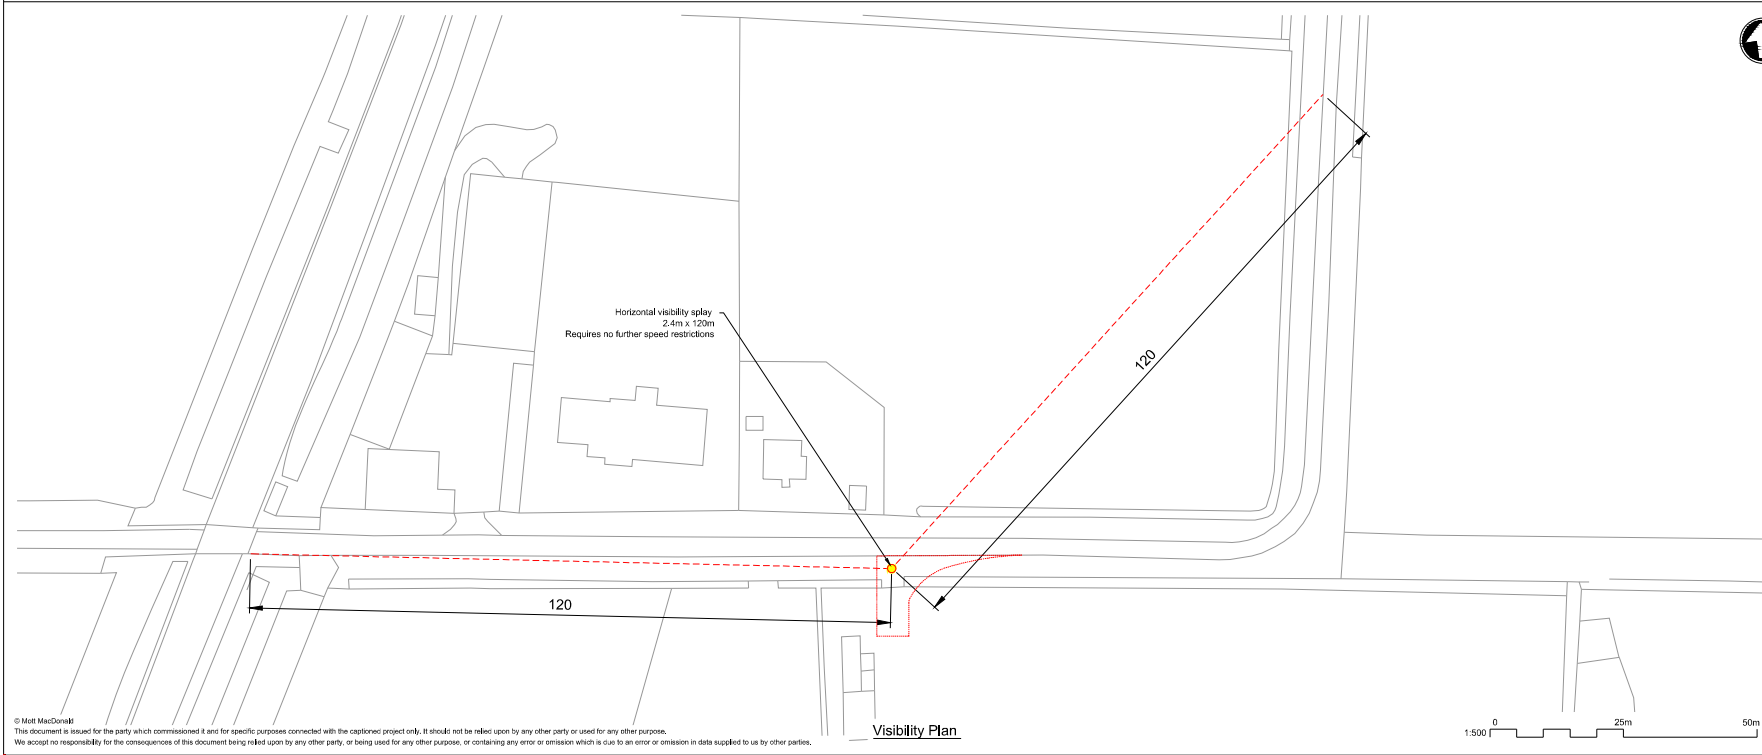 Horizontal visibility splay
2.4m x 120m
Requires no further speed restrictions
120
120
© Mott MacDonald
This document is issued for the party which commissioned it and for specific purposes connected with the captioned project only. It should not be relied upon by any other party or used for any other purpose.
We accept no responsibility for the consequences of this document being relied upon by any other party, or being used for any other purpose, or containing any error or omission which is due to an error or omission in data supplied to us by other parties.
Visibility Plan
0 25m 50m
1:500